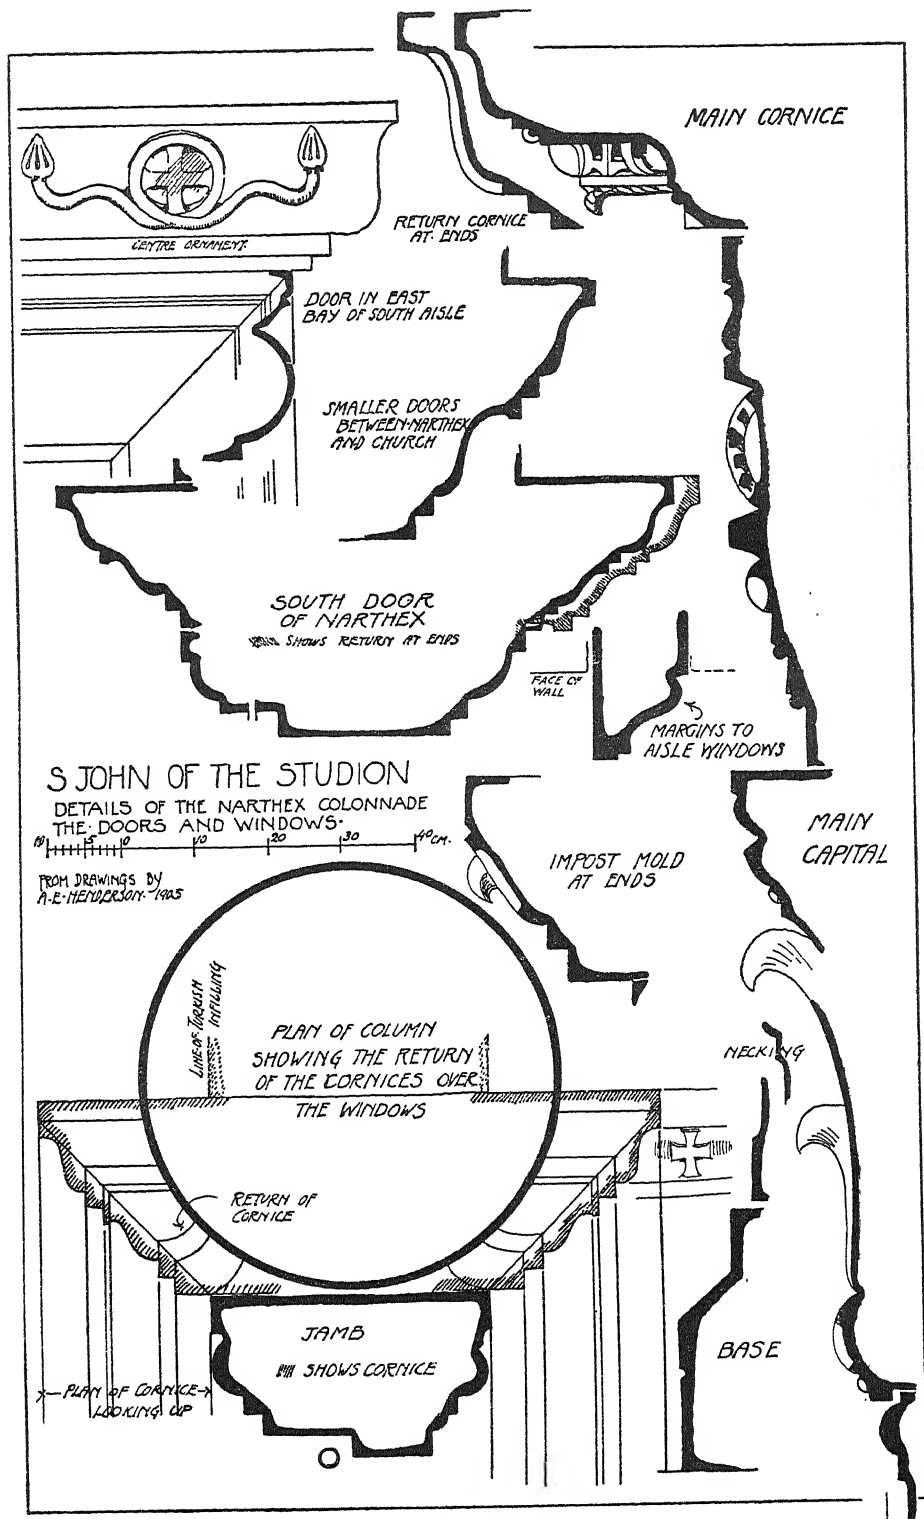 MAIN CORNICE
RETURN CORNICE
AT ENDS
CENTRE ORNAMENT.
DOOR IN EAST
BAY OF SOUTH AISLE
SMALLER DOORS
BETWEEN NARTHEX
AND CHURCH
SOUTH DOOR
OF NARTHEX
SHOWS RETURN AT ENDS
FACE OF
WALL
MARGINS TO
AISLE WINDOWS
S JOHN OF THE STUDION
DETAILS OF THE NARTHEX COLONNADE
THE DOORS AND WINDOWS.
10 5 0 10 20 30 40 CM.
FROM DRAWINGS BY
A.E. HENDERSON.-1905
IMPOST MOLD
AT ENDS
MAIN
CAPITAL
LINE OF TURKISH
INFILLING
PLAN OF COLUMN
SHOWING THE RETURN
OF THE CORNICES OVER
THE WINDOWS
NECKING
RETURN OF
CORNICE
JAMB
SHOWS CORNICE
BASE
PLAN OF CORNICE
LOOKING UP